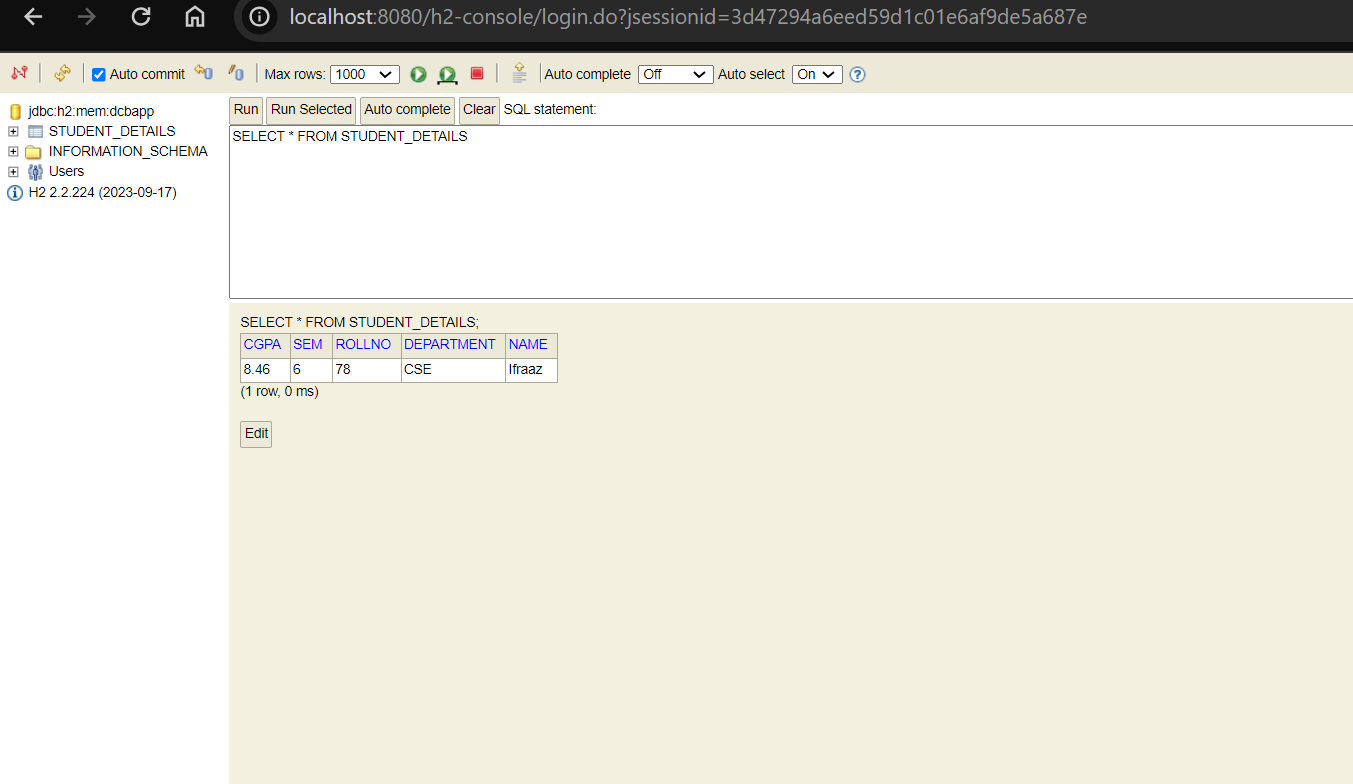 localhost:8080/h2-console/login.do?jsessionid=3d47294a6eed59d1c01e6af9de5a687e
Auto commit Max rows: 1000 Auto complete Off Auto select On
jdbc:h2:mem:dcbapp
STUDENT_DETAILS
INFORMATION_SCHEMA
Users
H2 2.2.224 (2023-09-17)
Run Run Selected Auto complete Clear SQL statement:
SELECT * FROM STUDENT_DETAILS
SELECT * FROM STUDENT_DETAILS;
CGPA SEM ROLLNO DEPARTMENT NAME
8.46 6 78 CSE Ifraaz
(1 row, 0 ms)
Edit